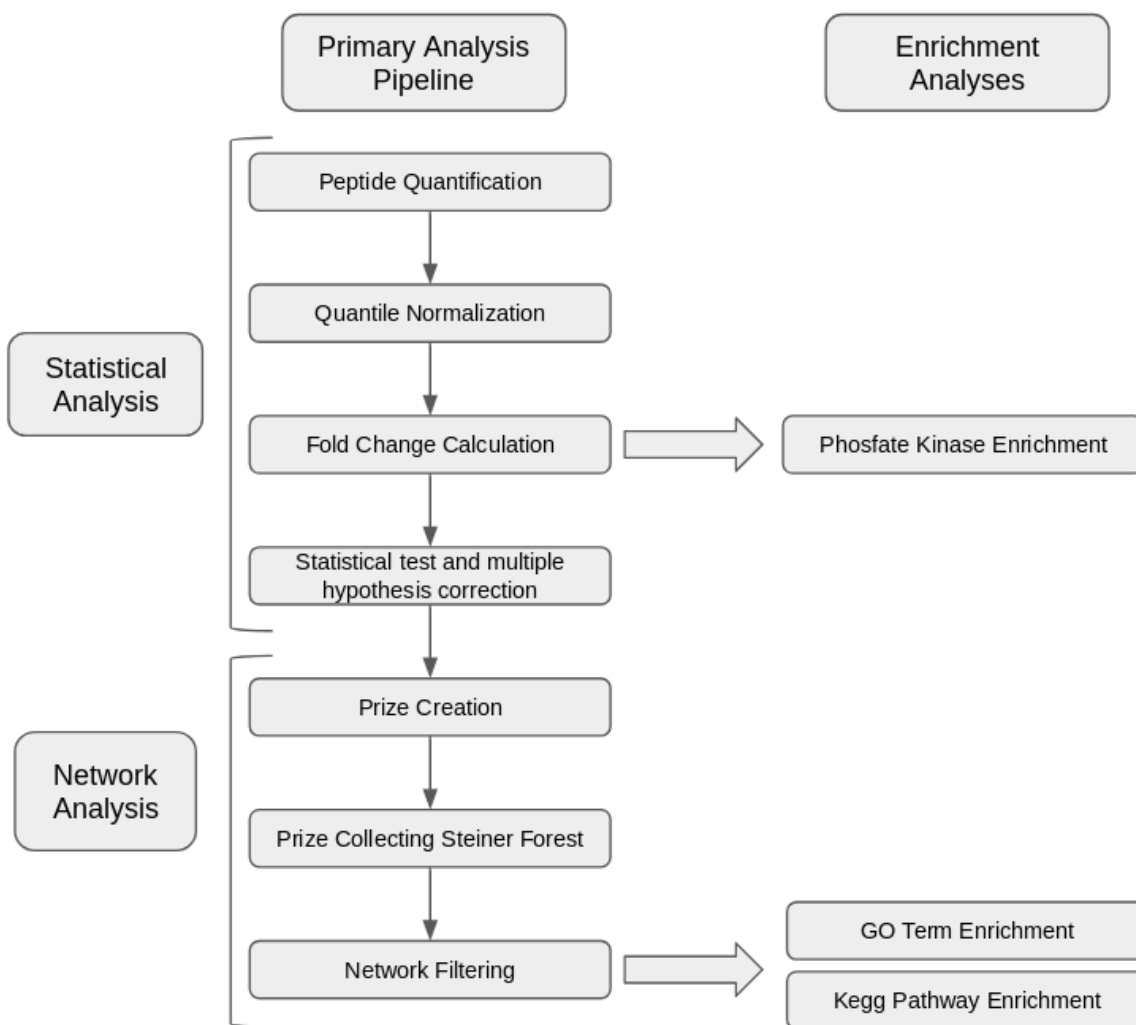 Primary Analysis
Pipeline
Enrichment
Analyses
Peptide Quantification
Quantile Normalization
Statistical
Analysis
Fold Change Calculation
Phosfate Kinase Enrichment
Statistical test and multiple
hypothesis correction
Prize Creation
Network
Analysis
Prize Collecting Steiner Forest
GO Term Enrichment
Network Filtering
Kegg Pathway Enrichment